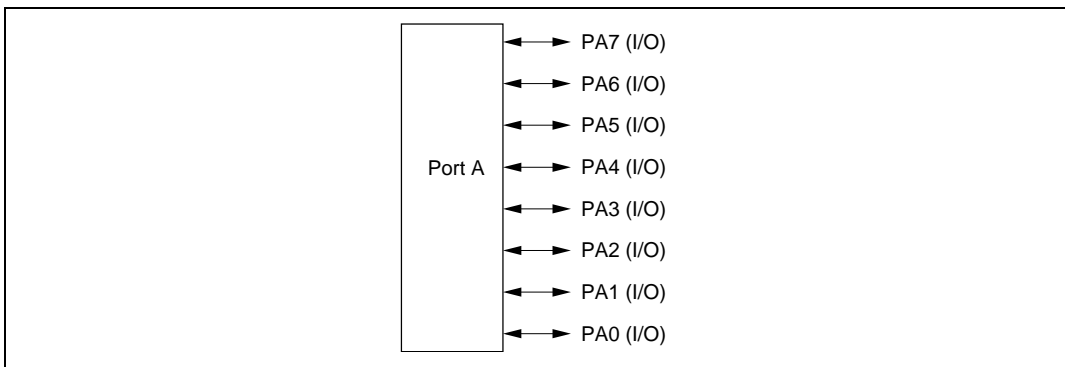 PA7 (I/O)
PA6 (I/O)
PA5 (I/O)
Port A
PA4 (I/O)
PA3 (I/O)
PA2 (I/O)
PA1 (I/O)
PA0 (I/O)